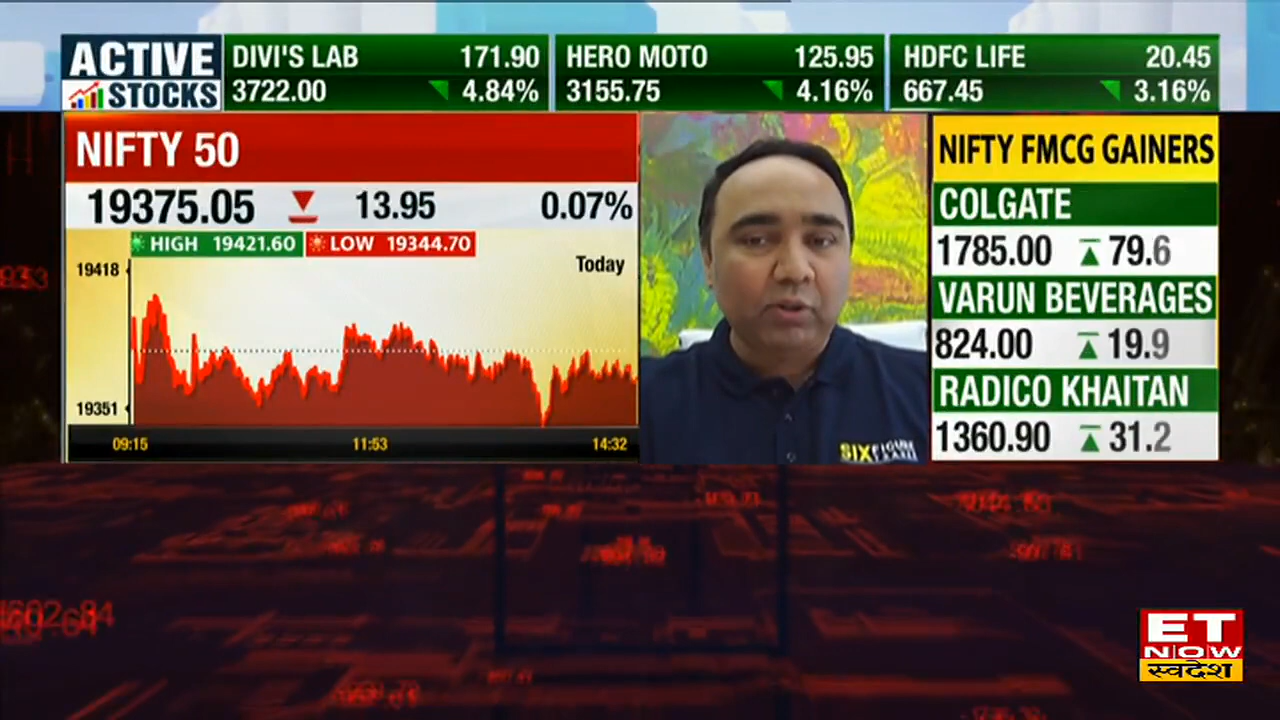 ACTIVE
STOCKS
DIVI'S LAB 171.90
3722.00 4.84%
HERO MOTO 125.95
3155.75 4.16%
HDFC LIFE 20.45
667.45 3.16%
NIFTY 50
19375.05 13.95 0.07%
HIGH 19421.60 LOW 19344.70
Today
19418
19351
09:15 11:53 14:32
SIX FIGURE
NIFTY FMCG GAINERS
COLGATE
1785.00 79.6
VARUN BEVERAGES
824.00 19.9
RADICO KHAITAN
1360.90 31.2
ET
NOW
स्वदेश